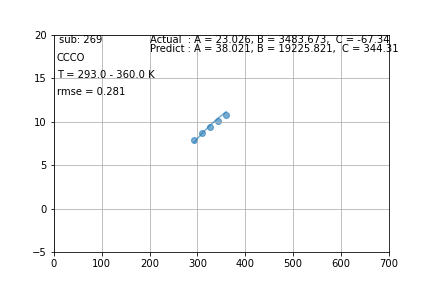 sub: 269
Actual : A = 23.026, B = 3483.673, C = -67.34
Predict : A = 38.021, B = 19225.821, C = 344.31
CCCO
T = 293.0 - 360.0 K
rmse = 0.281
20
15
10
5
0
−5
0 100 200 300 400 500 600 700